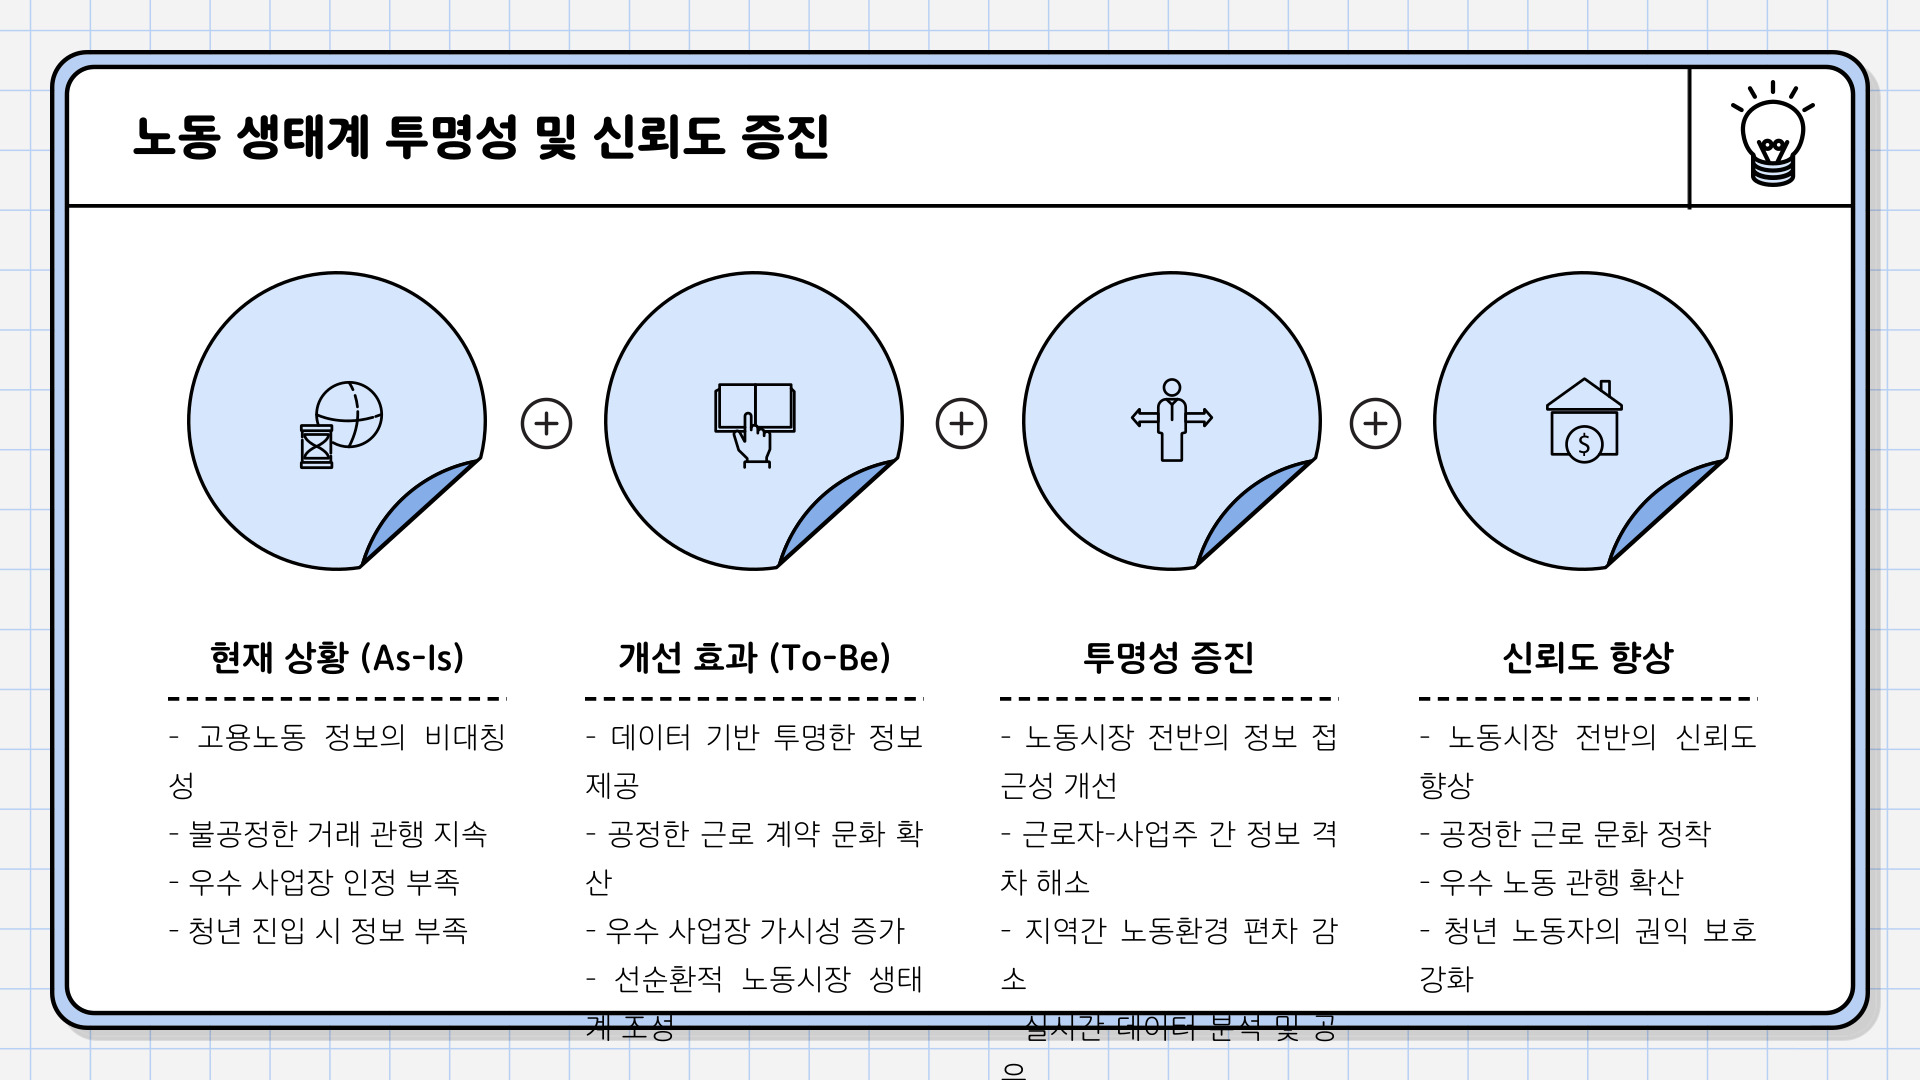 노동 생태계 투명성 및 신뢰도 증진
$
현재 상황 (As-Is)
- 고용노동 정보의 비대칭
성
- 불공정한 거래 관행 지속
- 우수 사업장 인정 부족
- 청년 진입 시 정보 부족
개선 효과 (To-Be)
- 데이터 기반 투명한 정보
제공
- 공정한 근로 계약 문화 확
산
- 우수 사업장 가시성 증가
- 선순환적 노동시장 생태
계 조성
투명성 증진
- 노동시장 전반의 정보 접
근성 개선
- 근로자-사업주 간 정보 격
차 해소
- 지역간 노동환경 편차 감
소
실시간 데이터 분석 및 공
신뢰도 향상
- 노동시장 전반의 신뢰도
향상
- 공정한 근로 문화 정착
- 우수 노동 관행 확산
- 청년 노동자의 권익 보호
강화